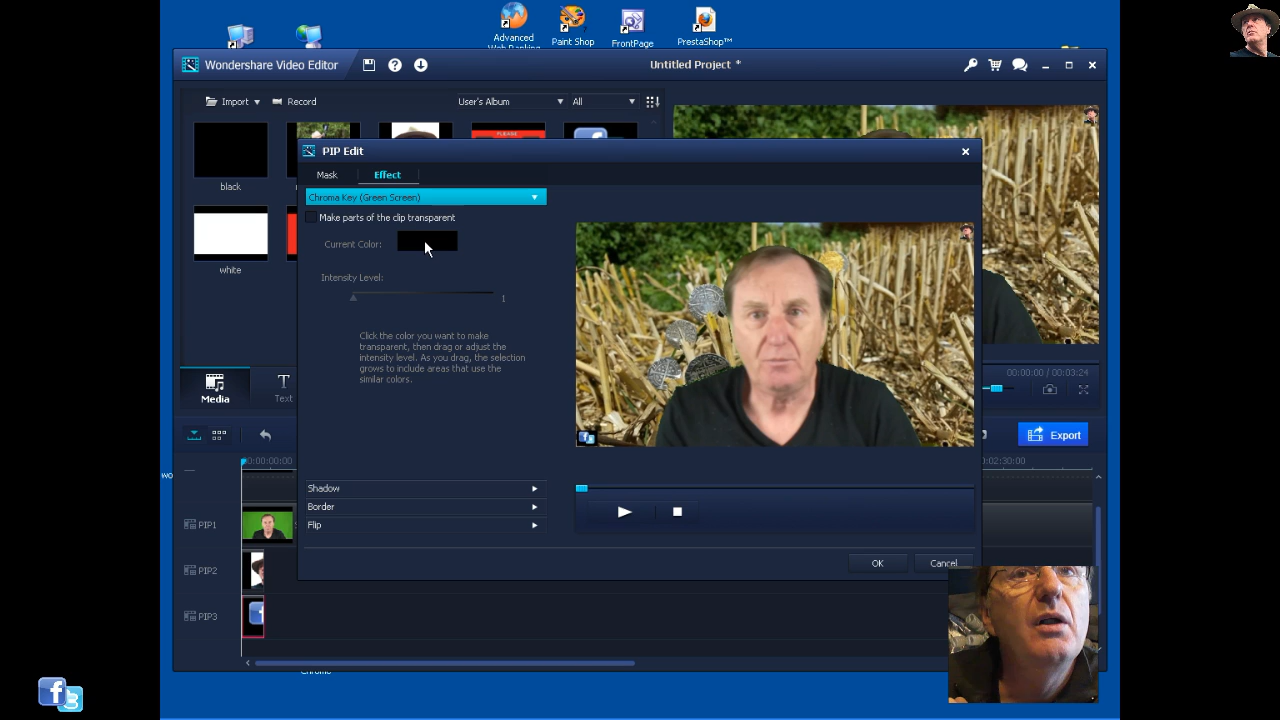 Advanced
Paint Shop
FrontPage
PrestaShop™
Wondershare Video Editor
Untitled Project *
Import
Record
User's Album
All
PLEASE
PIP Edit
Mask
Effect
Chroma Key (Green Screen)
Make parts of the clip transparent
Current Color:
Intensity Level:
1
Click the color you want to make
transparent, then drag or adjust the
intensity level. As you drag, the selection
grows to include areas that use the
similar colors.
black
white
Media
Text
00:00:00 / 00:03:24
Export
00:00:00:00
0:02:30:00
Shadow
Border
Flip
OK
Cancel
PIP1
PIP2
PIP3
wo
Chrome